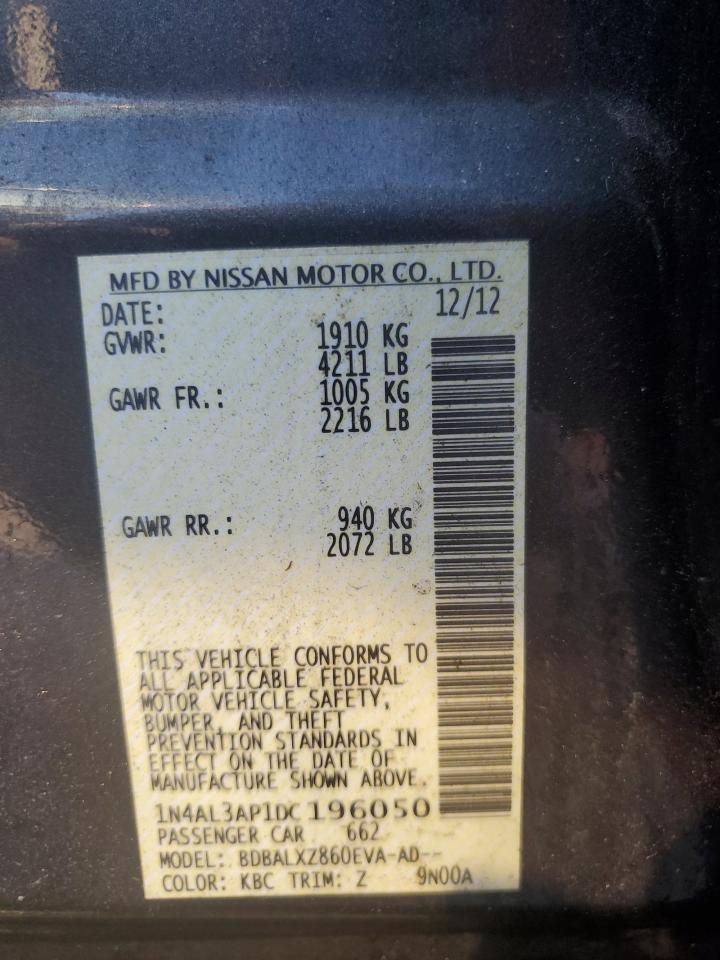 MFD BY NISSAN MOTOR CO., LTD.
DATE: 12/12
GVWR: 1910 KG
4211 LB
GAWR FR.: 1005 KG
2216 LB
GAWR RR.: 940 KG
2072 LB
THIS VEHICLE CONFORMS TO
ALL APPLICABLE FEDERAL
MOTOR VEHICLE SAFETY,
BUMPER, AND THEFT
PREVENTION STANDARDS IN
EFFECT ON THE DATE OF
MANUFACTURE SHOWN ABOVE.
1N4AL3AP1DC196050
PASSENGER CAR 662
MODEL: BDBALXZ860EVA-AD--
COLOR: KBC TRIM: Z 9N00A